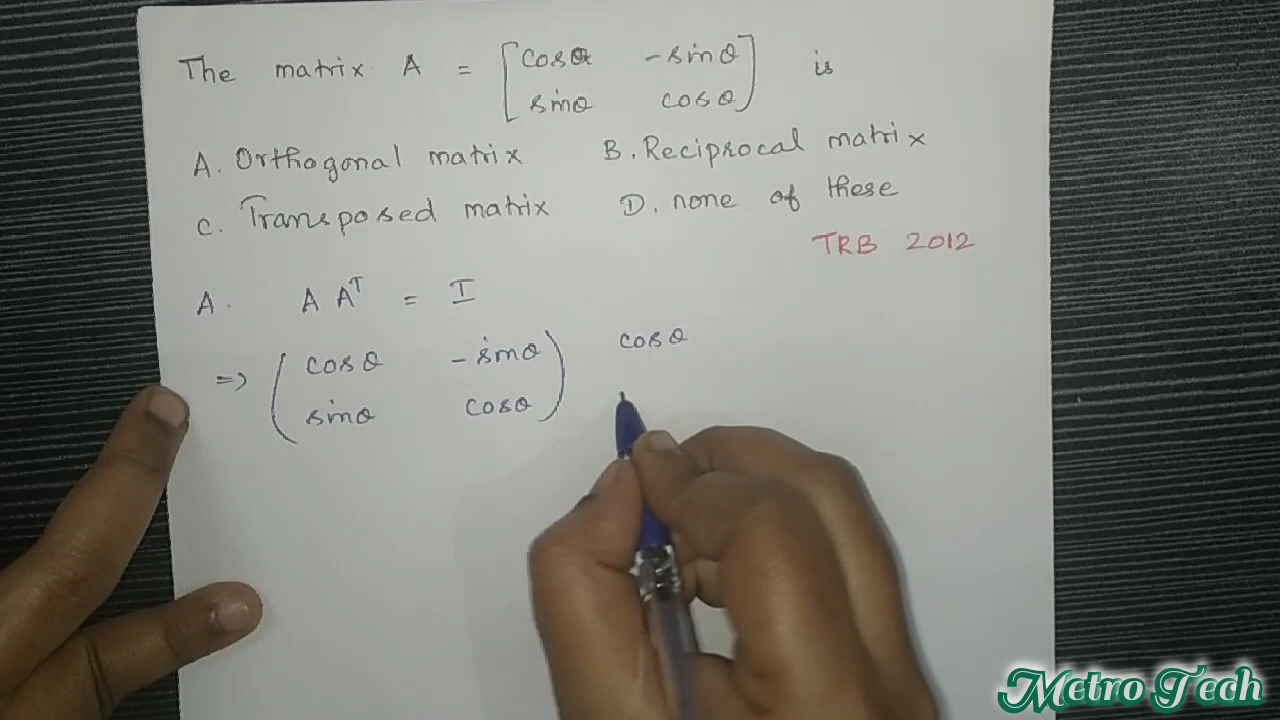 The matrix A = [cosθ -sinθ] is
[sinθ cosθ]
A. Orthogonal matrix B. Reciprocal matrix
C. Transposed matrix D. none of these
TRB 2012
A. A Aᵀ = I
=> (cosθ -sinθ) cosθ
(sinθ cosθ)
Metro Tech